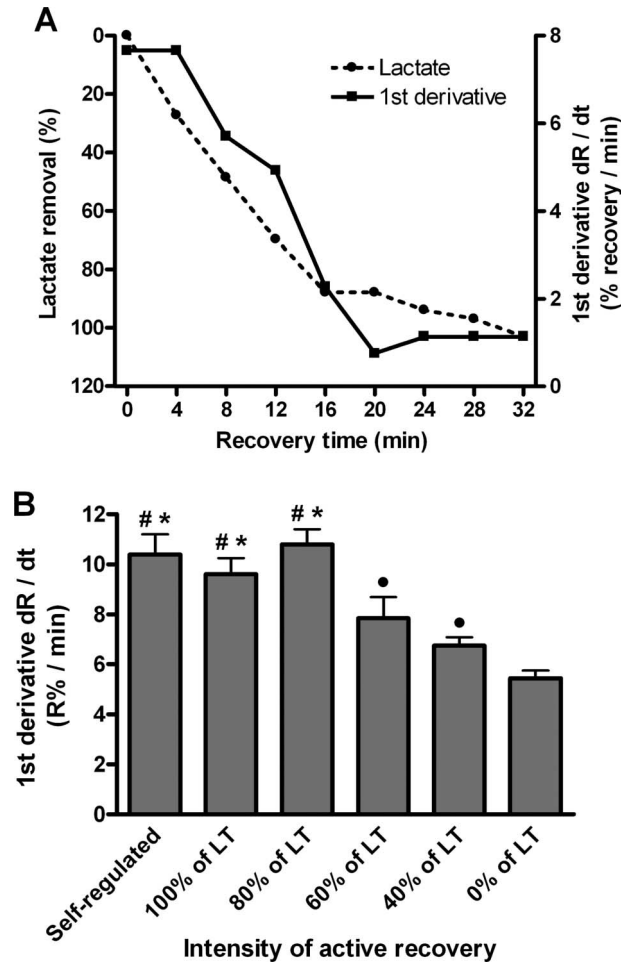 A
Lactate removal (%)
0
20
40
60
80
100
120
Lactate
1st derivative
8
6
4
2
0
1st derivative dR / dt
(% recovery / min)
0 4 8 12 16 20 24 28 32
Recovery time (min)
B
1st derivative dR / dt
(R% / min)
12
10
8
6
4
2
0
# *
# *
# *
•
•
Self-regulated
100% of LT
80% of LT
60% of LT
40% of LT
0% of LT
Intensity of active recovery